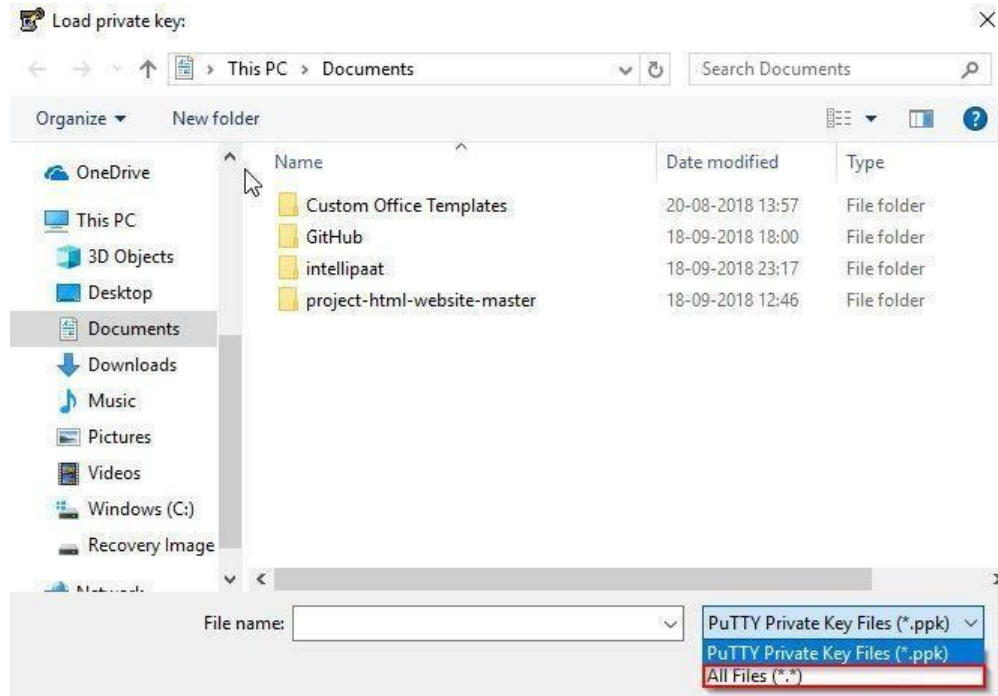 Load private key:
This PC > Documents
Search Documents
Organize
New folder
Name
Date modified
Type
OneDrive
This PC
3D Objects
Desktop
Documents
Downloads
Music
Pictures
Videos
Windows (C:)
Recovery Image
Network
Custom Office Templates 20-08-2018 13:57 File folder
GitHub 18-09-2018 18:00 File folder
intellipaat 18-09-2018 23:17 File folder
project-html-website-master 18-09-2018 12:46 File folder
File name:
PuTTY Private Key Files (*.ppk)
PuTTY Private Key Files (*.ppk)
All Files (*.*)